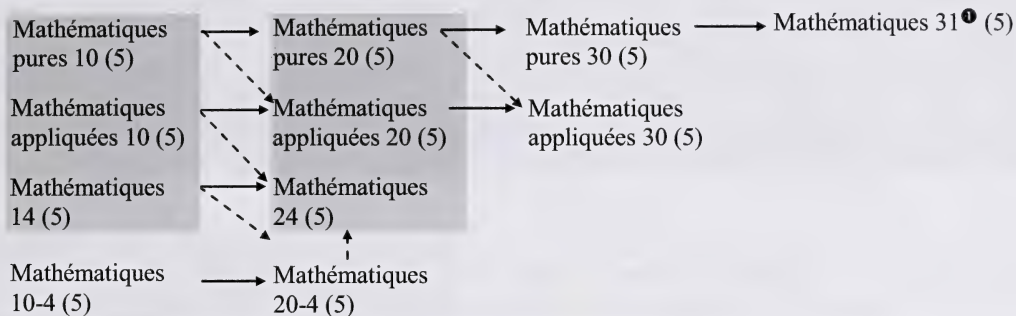 Mathématiques
pures 10 (5)
Mathématiques
pures 20 (5)
Mathématiques
pures 30 (5)
Mathématiques 31❶ (5)
Mathématiques
appliquées 10 (5)
Mathématiques
appliquées 20 (5)
Mathématiques
appliquées 30 (5)
Mathématiques
14 (5)
Mathématiques
24 (5)
Mathématiques
10-4 (5)
Mathématiques
20-4 (5)